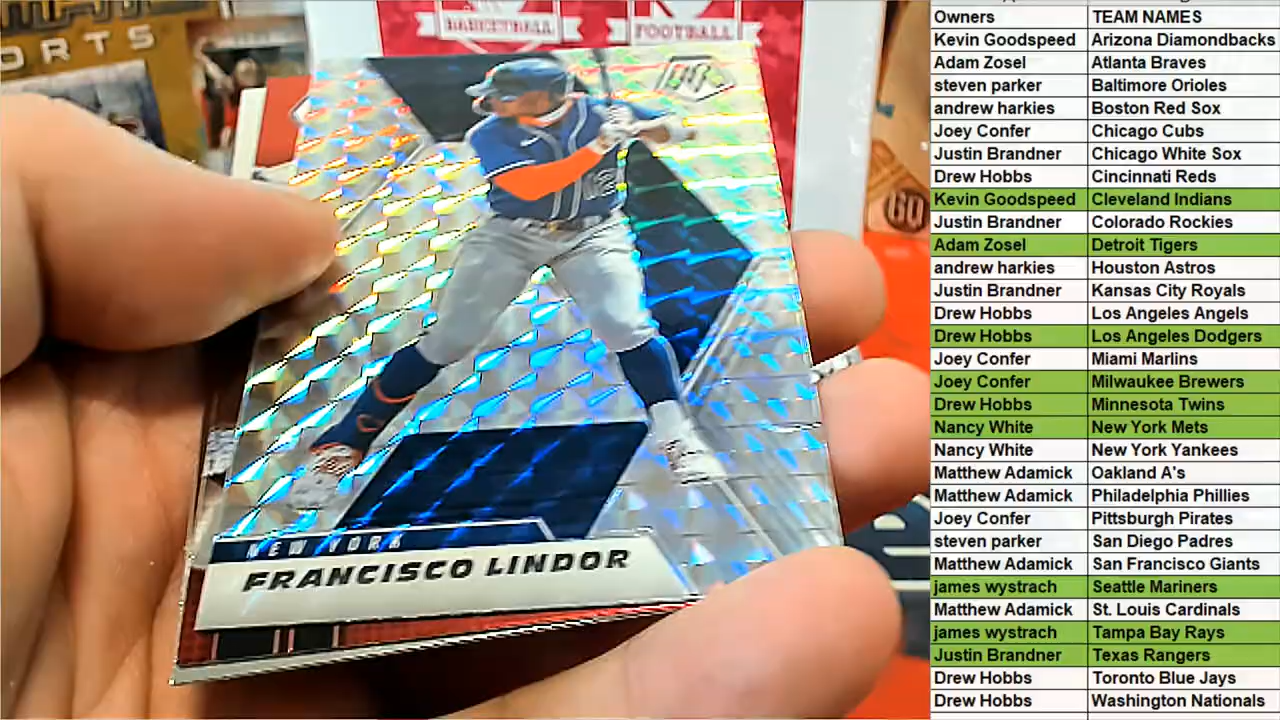 ORTS
BASKETBALL
FOOTBALL
NEW YORK
FRANCISCO LINDOR
Owners TEAM NAMES
Kevin Goodspeed Arizona Diamondbacks
Adam Zosel Atlanta Braves
steven parker Baltimore Orioles
andrew harkies Boston Red Sox
Joey Confer Chicago Cubs
Justin Brandner Chicago White Sox
Drew Hobbs Cincinnati Reds
Kevin Goodspeed Cleveland Indians
Justin Brandner Colorado Rockies
Adam Zosel Detroit Tigers
andrew harkies Houston Astros
Justin Brandner Kansas City Royals
Drew Hobbs Los Angeles Angels
Drew Hobbs Los Angeles Dodgers
Joey Confer Miami Marlins
Joey Confer Milwaukee Brewers
Drew Hobbs Minnesota Twins
Nancy White New York Mets
Nancy White New York Yankees
Matthew Adamick Oakland A's
Matthew Adamick Philadelphia Phillies
Joey Confer Pittsburgh Pirates
steven parker San Diego Padres
Matthew Adamick San Francisco Giants
james wystrach Seattle Mariners
Matthew Adamick St. Louis Cardinals
james wystrach Tampa Bay Rays
Justin Brandner Texas Rangers
Drew Hobbs Toronto Blue Jays
Drew Hobbs Washington Nationals